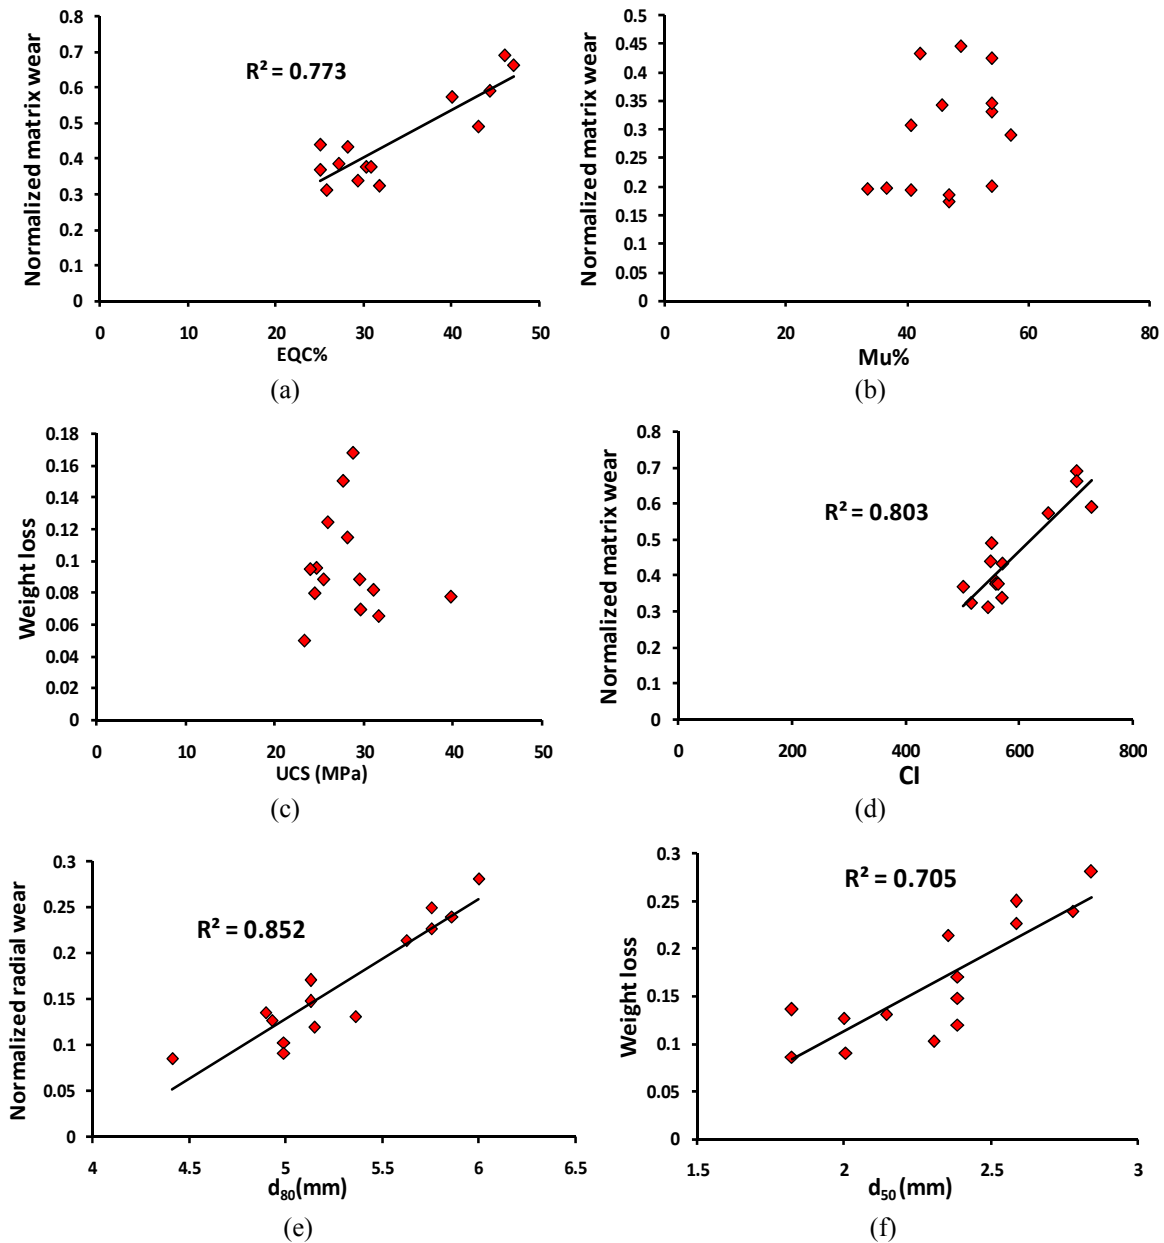 0.8
0.7
0.6
0.5
0.4
0.3
0.2
0.1
0
Normalized matrix wear
R² = 0.773
0 10 20 30 40 50
EQC%
(a)
0.5
0.45
0.4
0.35
0.3
0.25
0.2
0.15
0.1
0.05
0
Normalized matrix wear
0 20 40 60 80
Mu%
(b)
0.18
0.16
0.14
0.12
0.1
0.08
0.06
0.04
0.02
0
Weight loss
0 10 20 30 40 50
UCS (MPa)
(c)
0.8
0.7
0.6
0.5
0.4
0.3
0.2
0.1
0
Normalized matrix wear
R² = 0.803
0 200 400 600 800
CI
(d)
0.3
0.25
0.2
0.15
0.1
0.05
0
Normalized radial wear
R² = 0.852
4 4.5 5 5.5 6 6.5
d₈₀(mm)
(e)
0.3
0.25
0.2
0.15
0.1
0.05
0
Weight loss
R² = 0.705
1.5 2 2.5 3
d₅₀ (mm)
(f)